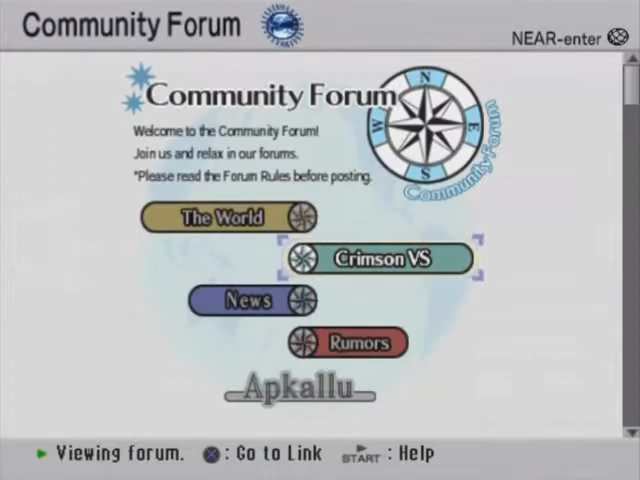 Community Forum
NEAR-enter
Community Forum
N
W
E
S
Community Forum
Welcome to the Community Forum!
Join us and relax in our forums.
*Please read the Forum Rules before posting.
The World
Crimson VS
News
Rumors
Apkallu
Viewing forum. : Go to Link START : Help